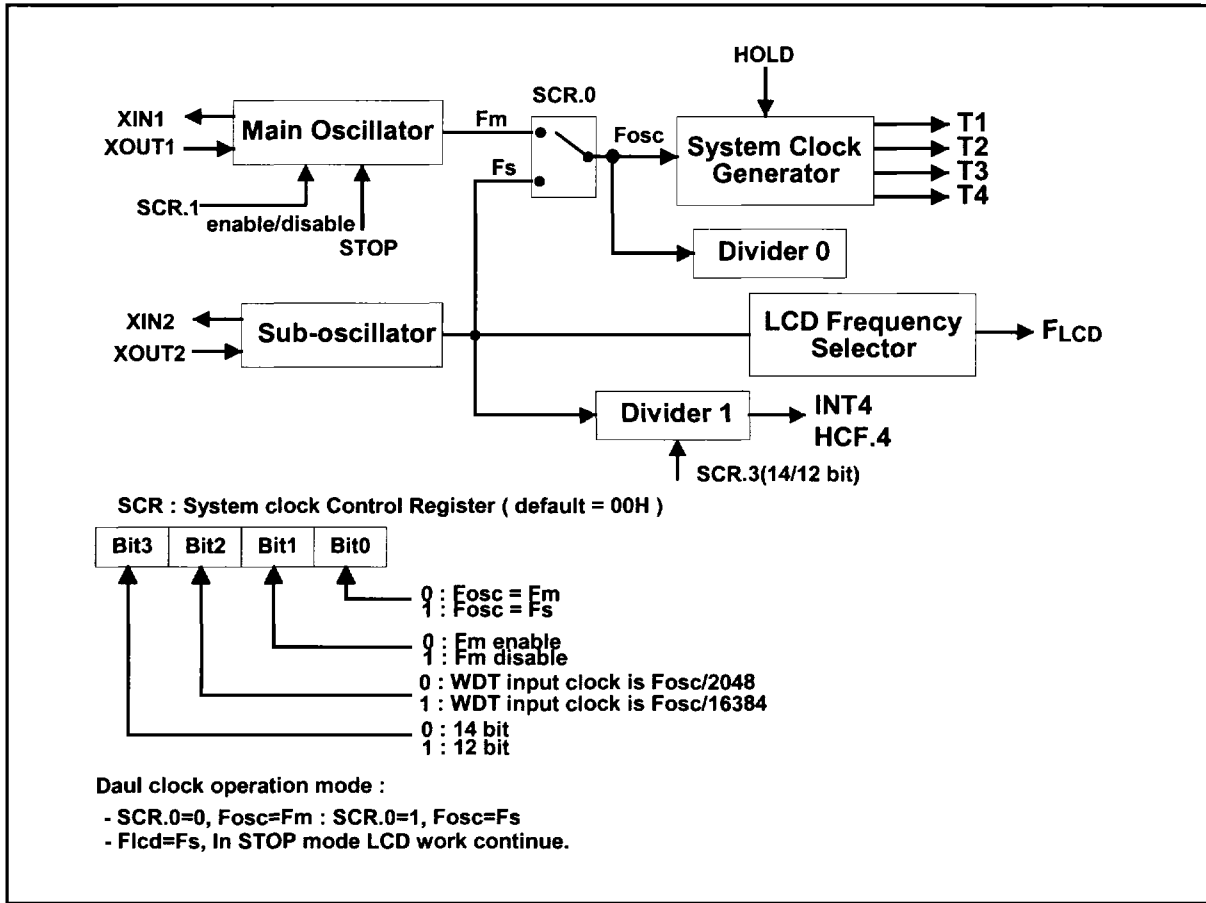 HOLD
SCR.0
XIN1
XOUT1
Main Oscillator
Fm
Fosc
System Clock
Generator
T1
T2
T3
T4
Fs
SCR.1
enable/disable
STOP
Divider 0
XIN2
XOUT2
Sub-oscillator
LCD Frequency
Selector
FLCD
Divider 1
INT4
HCF.4
SCR.3(14/12 bit)
SCR : System clock Control Register ( default = 00H )
Bit3 Bit2 Bit1 Bit0
0 : Fosc = Fm
1 : Fosc = Fs
0 : Fm enable
1 : Fm disable
0 : WDT input clock is Fosc/2048
1 : WDT input clock is Fosc/16384
0 : 14 bit
1 : 12 bit
Daul clock operation mode :
- SCR.0=0, Fosc=Fm : SCR.0=1, Fosc=Fs
- Flcd=Fs, In STOP mode LCD work continue.